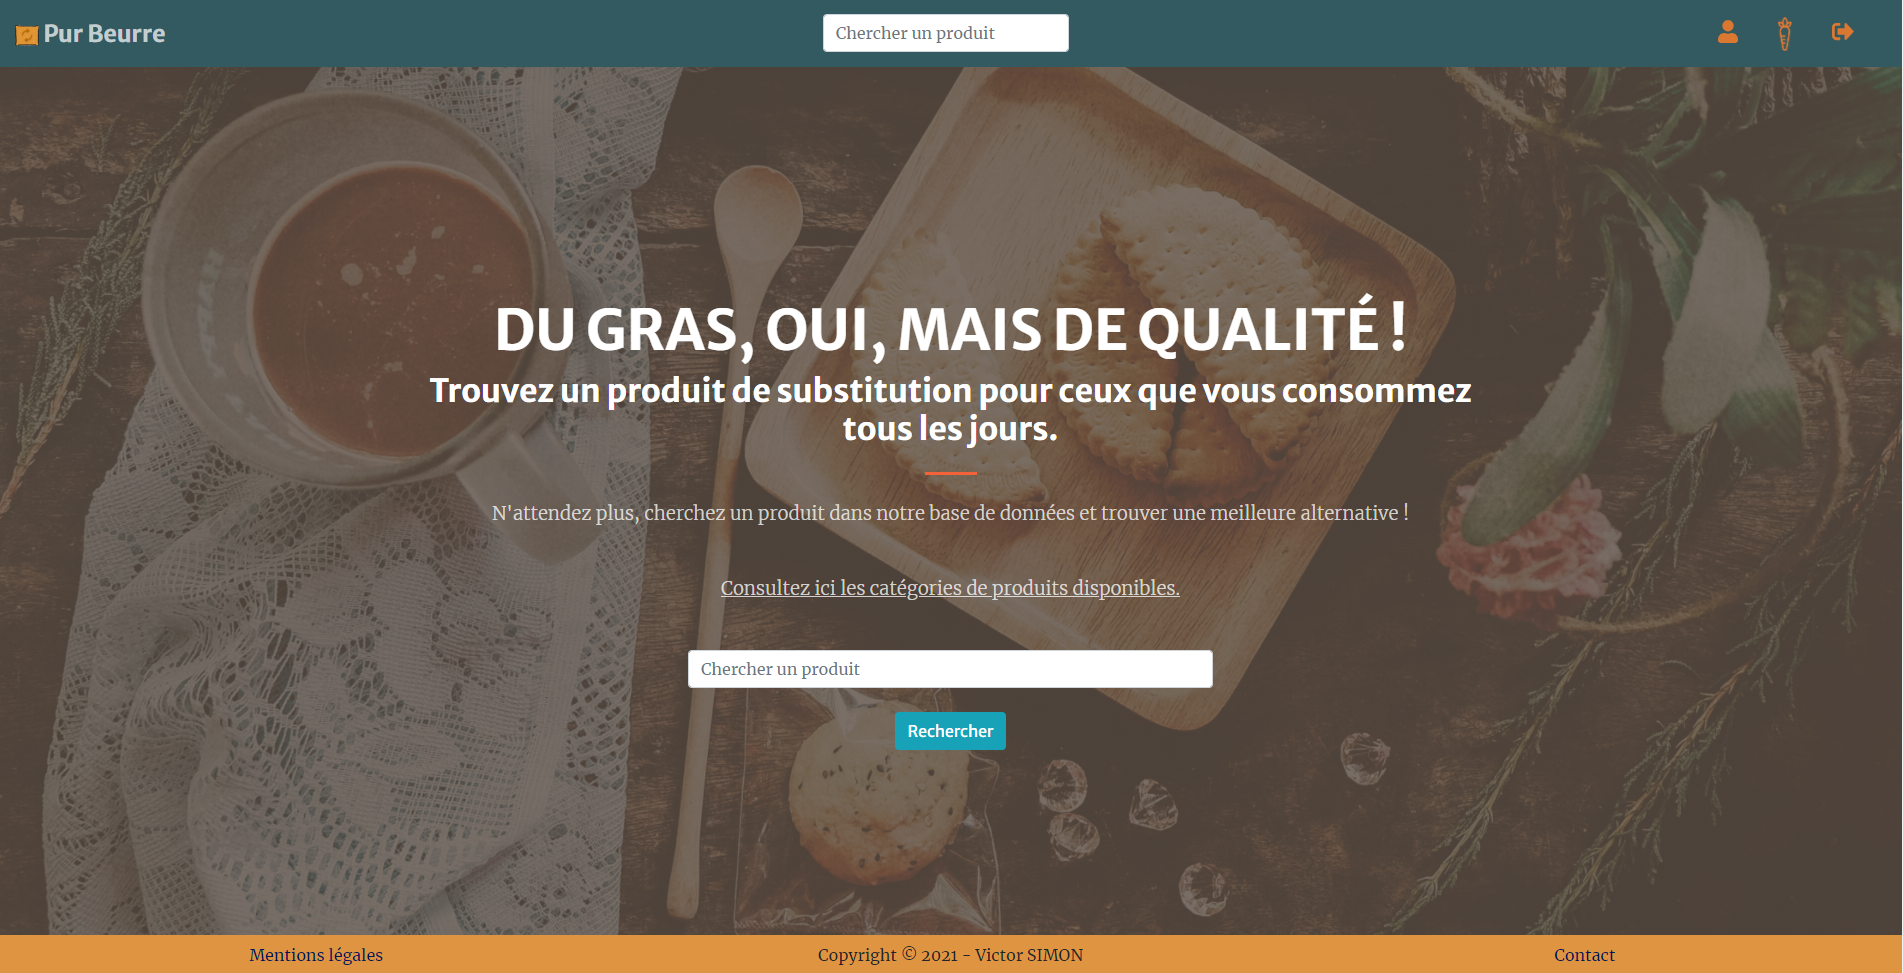 Pur Beurre
Chercher un produit
DU GRAS, OUI, MAIS DE QUALITÉ !
Trouvez un produit de substitution pour ceux que vous consommez
tous les jours.
N'attendez plus, cherchez un produit dans notre base de données et trouver une meilleure alternative !
Consultez ici les catégories de produits disponibles.
Chercher un produit
Rechercher
Mentions légales
Copyright © 2021 - Victor SIMON
Contact